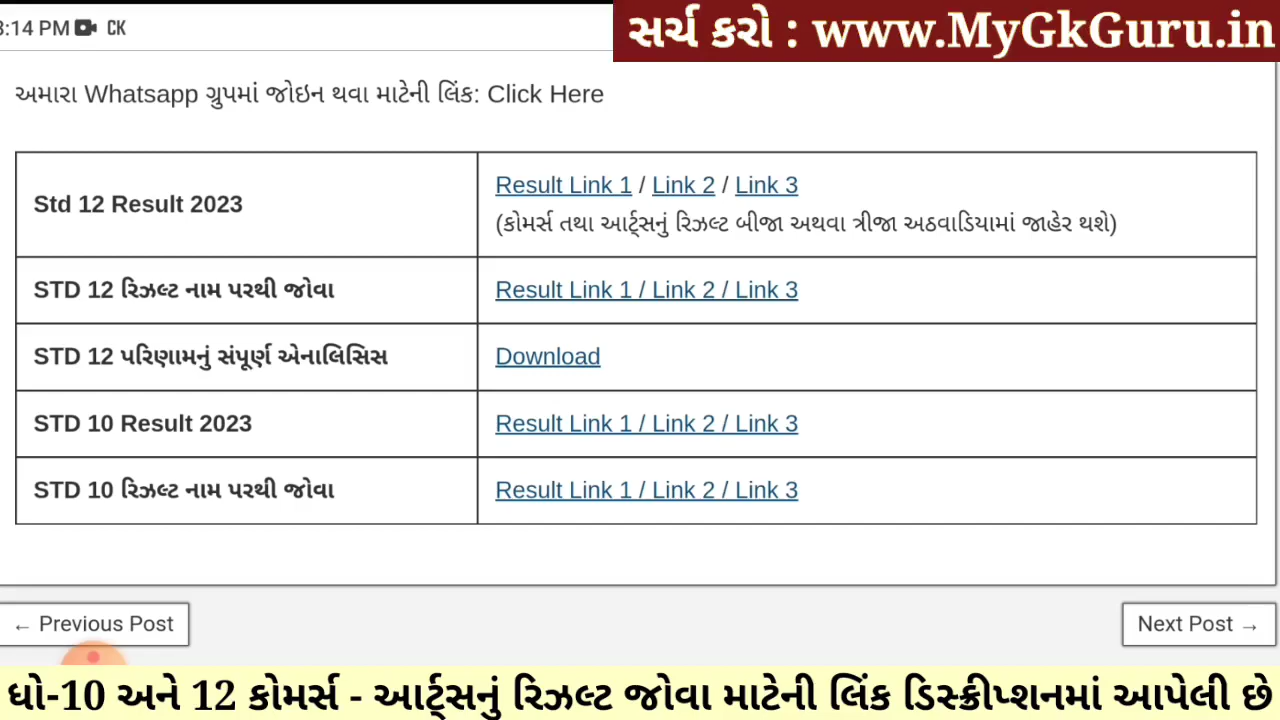 3:14 PM CK
સર્ચ કરો : www.MyGkGuru.in
અમારા Whatsapp ગ્રુપમાં જોઇન થવા માટેની લિંક: Click Here
Std 12 Result 2023
Result Link 1 / Link 2 / Link 3
(કોમર્સ તથા આર્ટ્સનું રિઝલ્ટ બીજા અથવા ત્રીજા અઠવાડિયામાં જાહેર થશે)
STD 12 રિઝલ્ટ નામ પરથી જોવા
Result Link 1 / Link 2 / Link 3
STD 12 પરિણામનું સંપૂર્ણ એનાલિસિસ
Download
STD 10 Result 2023
Result Link 1 / Link 2 / Link 3
STD 10 રિઝલ્ટ નામ પરથી જોવા
Result Link 1 / Link 2 / Link 3
← Previous Post
Next Post →
ધો-10 અને 12 કોમર્સ - આર્ટ્સનું રિઝલ્ટ જોવા માટેની લિંક ડિસ્ક્રીપ્શનમાં આપેલી છે